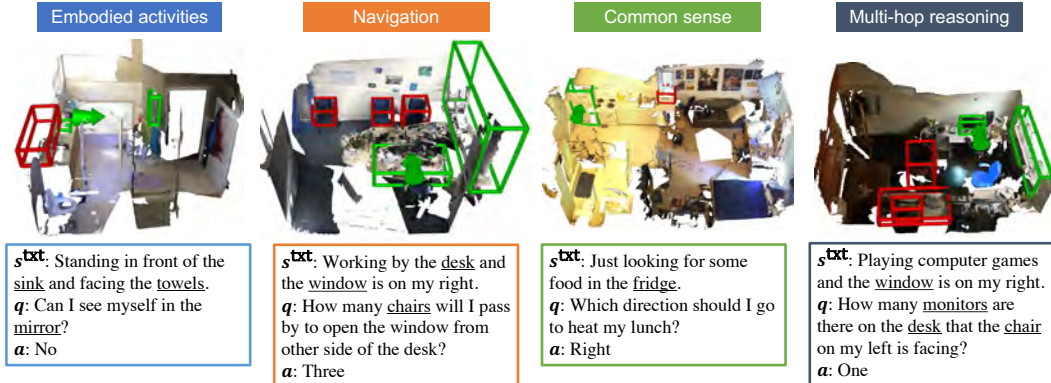 Embodied activities
s^txt: Standing in front of the
sink and facing the towels.
q: Can I see myself in the
mirror?
a: No
Navigation
s^txt: Working by the desk and
the window is on my right.
q: How many chairs will I pass
by to open the window from
other side of the desk?
a: Three
Common sense
s^txt: Just looking for some
food in the fridge.
q: Which direction should I go
to heat my lunch?
a: Right
Multi-hop reasoning
s^txt: Playing computer games
and the window is on my right.
q: How many monitors are
there on the desk that the chair
on my left is facing?
a: One